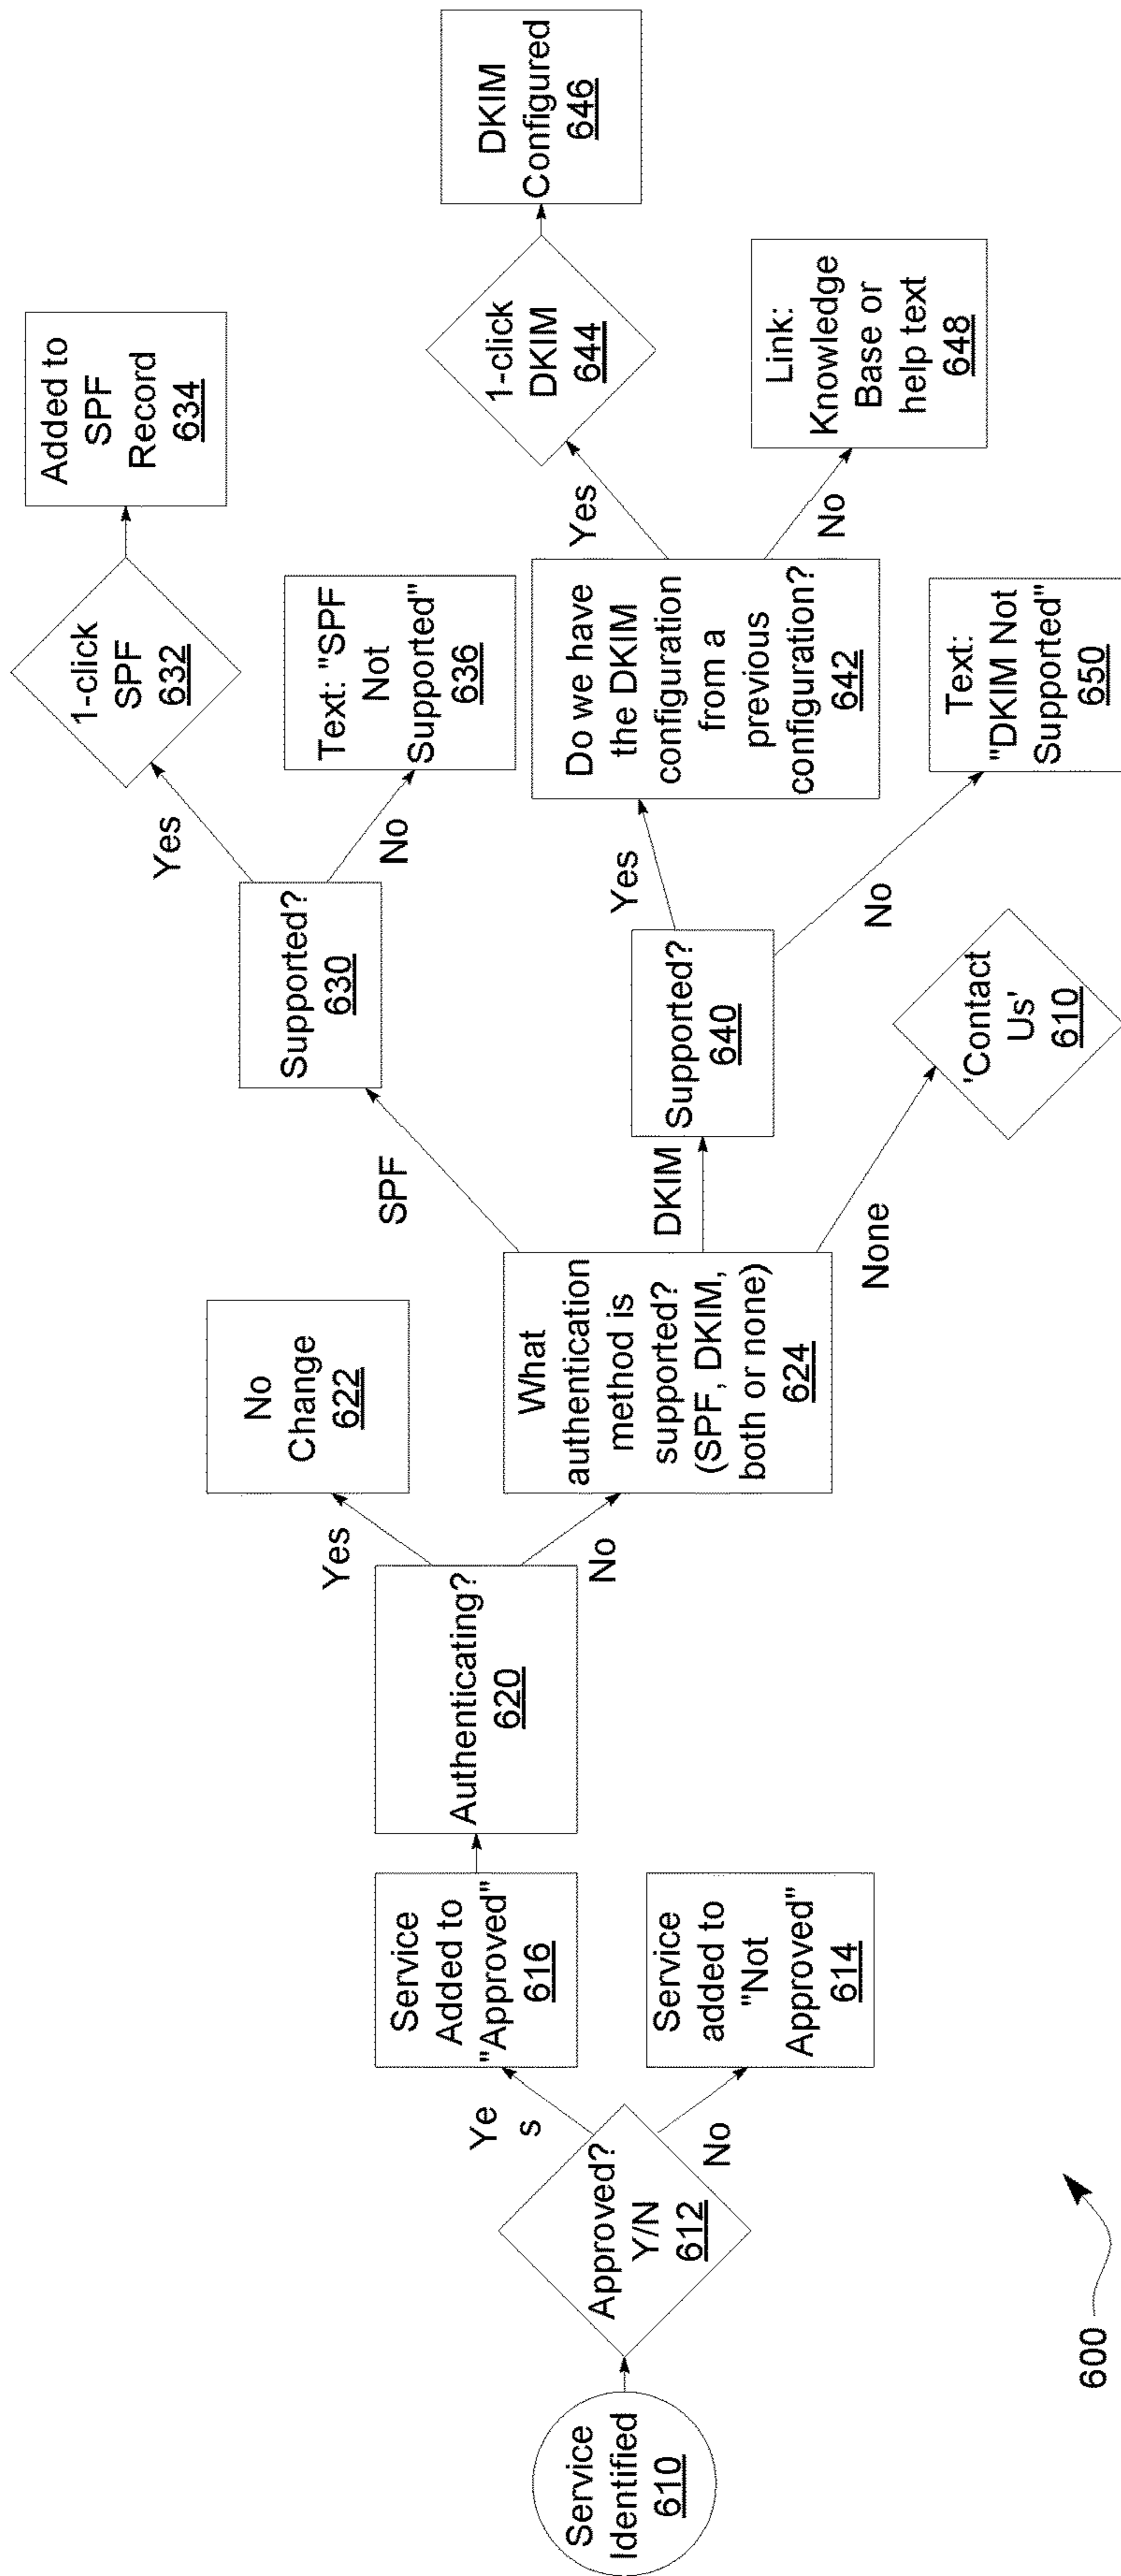 Service
Identified
610
Approved?
Y/N
612
Ye
s
No
Service
Added to
"Approved"
616
Service
added to
"Not
Approved"
614
Authenticating?
620
Yes
No
No
Change
622
What
authentication
method is
supported?
(SPF, DKIM,
both or none)
624
SPF
DKIM
None
Supported?
630
Yes
No
1-click
SPF
632
Added to
SPF
Record
634
Text: "SPF
Not
Supported"
636
Supported?
640
Yes
No
Do we have
the DKIM
configuration
from a
previous
configuration?
642
Yes
No
1-click
DKIM
644
DKIM
Configured
646
Link:
Knowledge
Base or
help text
648
Text:
"DKIM Not
Supported"
650
'Contact
Us'
610
600